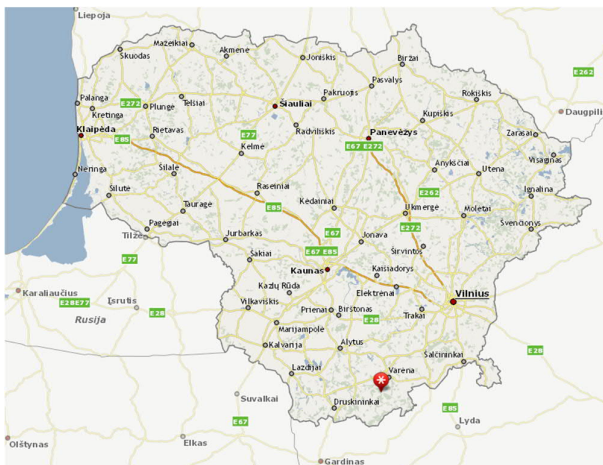 Liepoja
Skuodas
Mažeikiai
Akmenė
Joniškis
Biržai
E262
Palanga
Kretinga
E272
Plungė
Telšiai
Šiauliai
Pakruojis
Pasvalys
Rokiškis
Daugpili
Klaipėda
E85
Rietavas
E77
Radviliškis
Panevėžys
E67 E272
Kupiškis
Zarasai
Kelmė
Visaginas
Neringa
Šilalė
Anykščiai
Utena
Šilutė
Raseiniai
E262
Ignalina
Tauragė
E85
Kėdainiai
Ukmergė
Molėtai
Pagėgiai
Tilžė
Jurbarkas
E67
Jonava
E272
Švenčionys
E77
Šakiai
E67 E85
Širvintos
Kaunas
Kaišiadorys
Karaliaučius
Kazlų Rūda
Elektrėnai
Vilnius
E28E77
Įsrutis
E28
Vilkaviškis
Prienai
Birštonas
Trakai
Rusija
E28
Marijampolė
Kalvarija
Alytus
Šalčininkai
E28
Lazdijai
Varėna
Suvalkai
Druskininkai
E85
E67
Lyda
Olštynas
Elkas
Gardinas